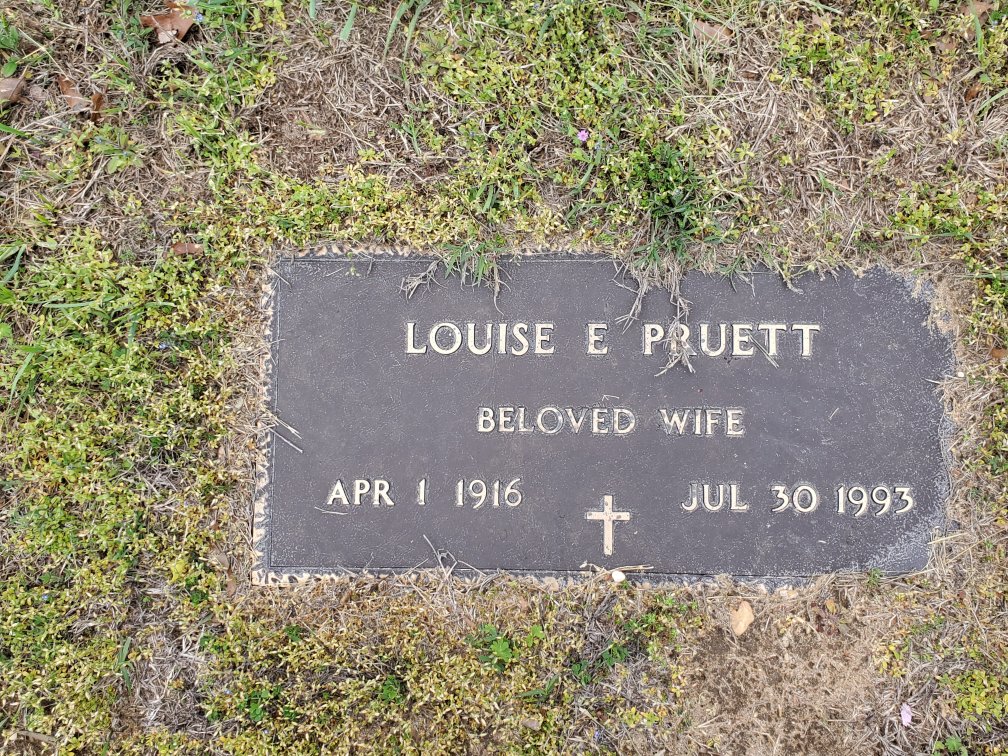 LOUISE E PRUETT
BELOVED WIFE
APR 1 1916 JUL 30 1993